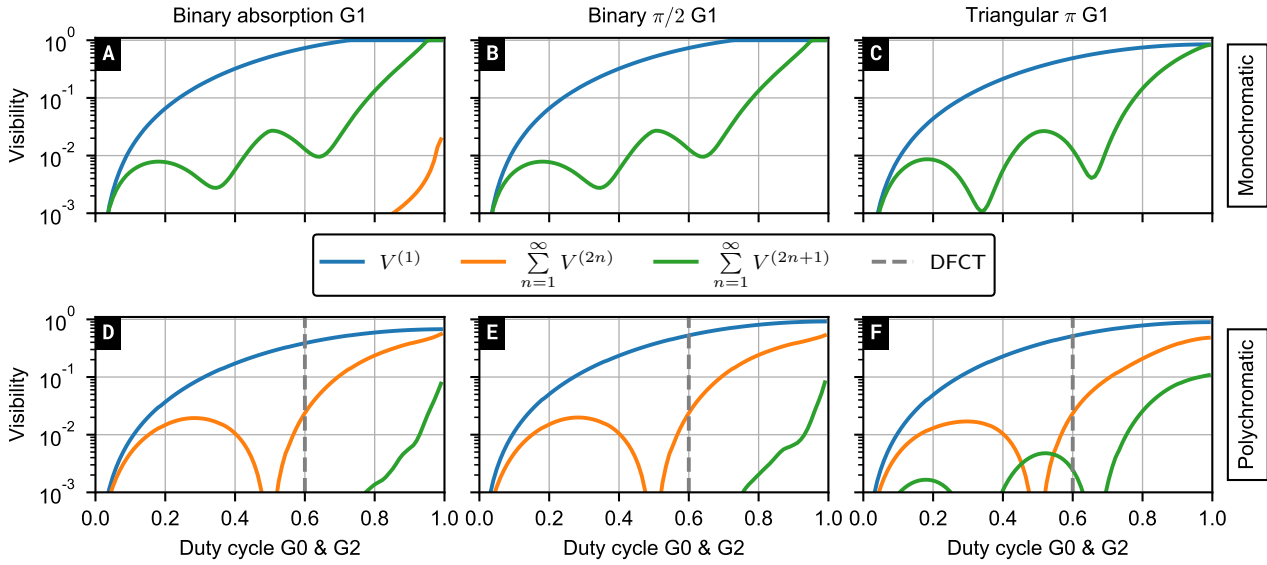 Binary absorption G1
Binary π/2 G1
Triangular π G1
A
B
C
Visibility
10⁰
10⁻¹
10⁻²
10⁻³
Monochromatic
V⁽¹⁾
∞∑n=1 V⁽²ⁿ⁾
∞∑n=1 V⁽²ⁿ⁺¹⁾
DFCT
D
E
F
Visibility
10⁰
10⁻¹
10⁻²
10⁻³
Polychromatic
0.0 0.2 0.4 0.6 0.8 1.0
0.0 0.2 0.4 0.6 0.8 1.0
0.0 0.2 0.4 0.6 0.8 1.0
Duty cycle G0 & G2
Duty cycle G0 & G2
Duty cycle G0 & G2